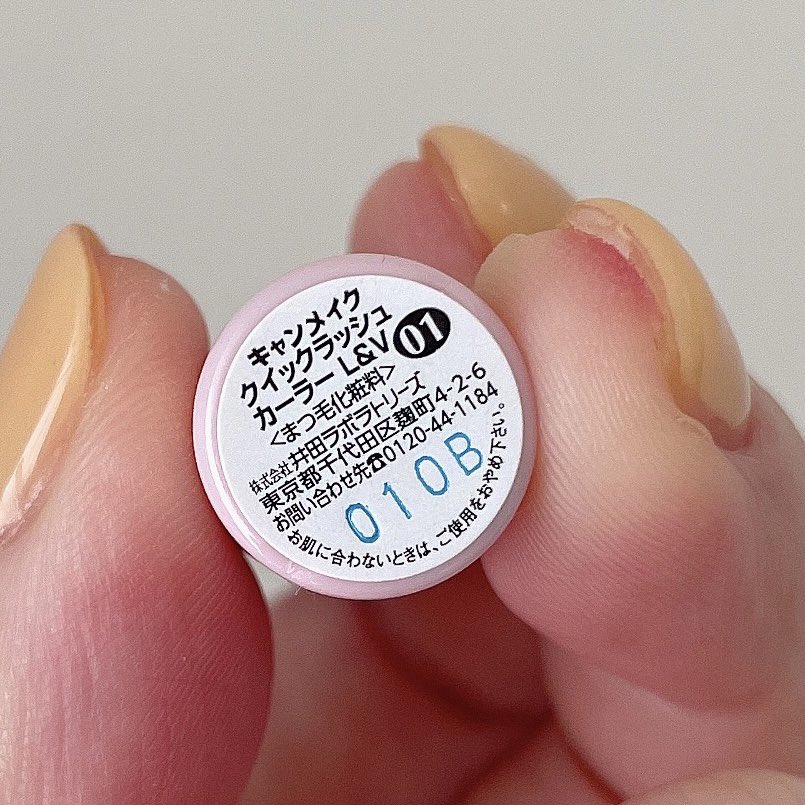 キャンメイク
クイックラッシュ
カーラー L&V 01
<まつ毛化粧料>
株式会社 井田ラボラトリーズ
東京都千代田区麹町4-2-6
お問い合わせ先☎0120-44-1184
010B
お肌に合わないときは、ご使用をおやめ下さい。